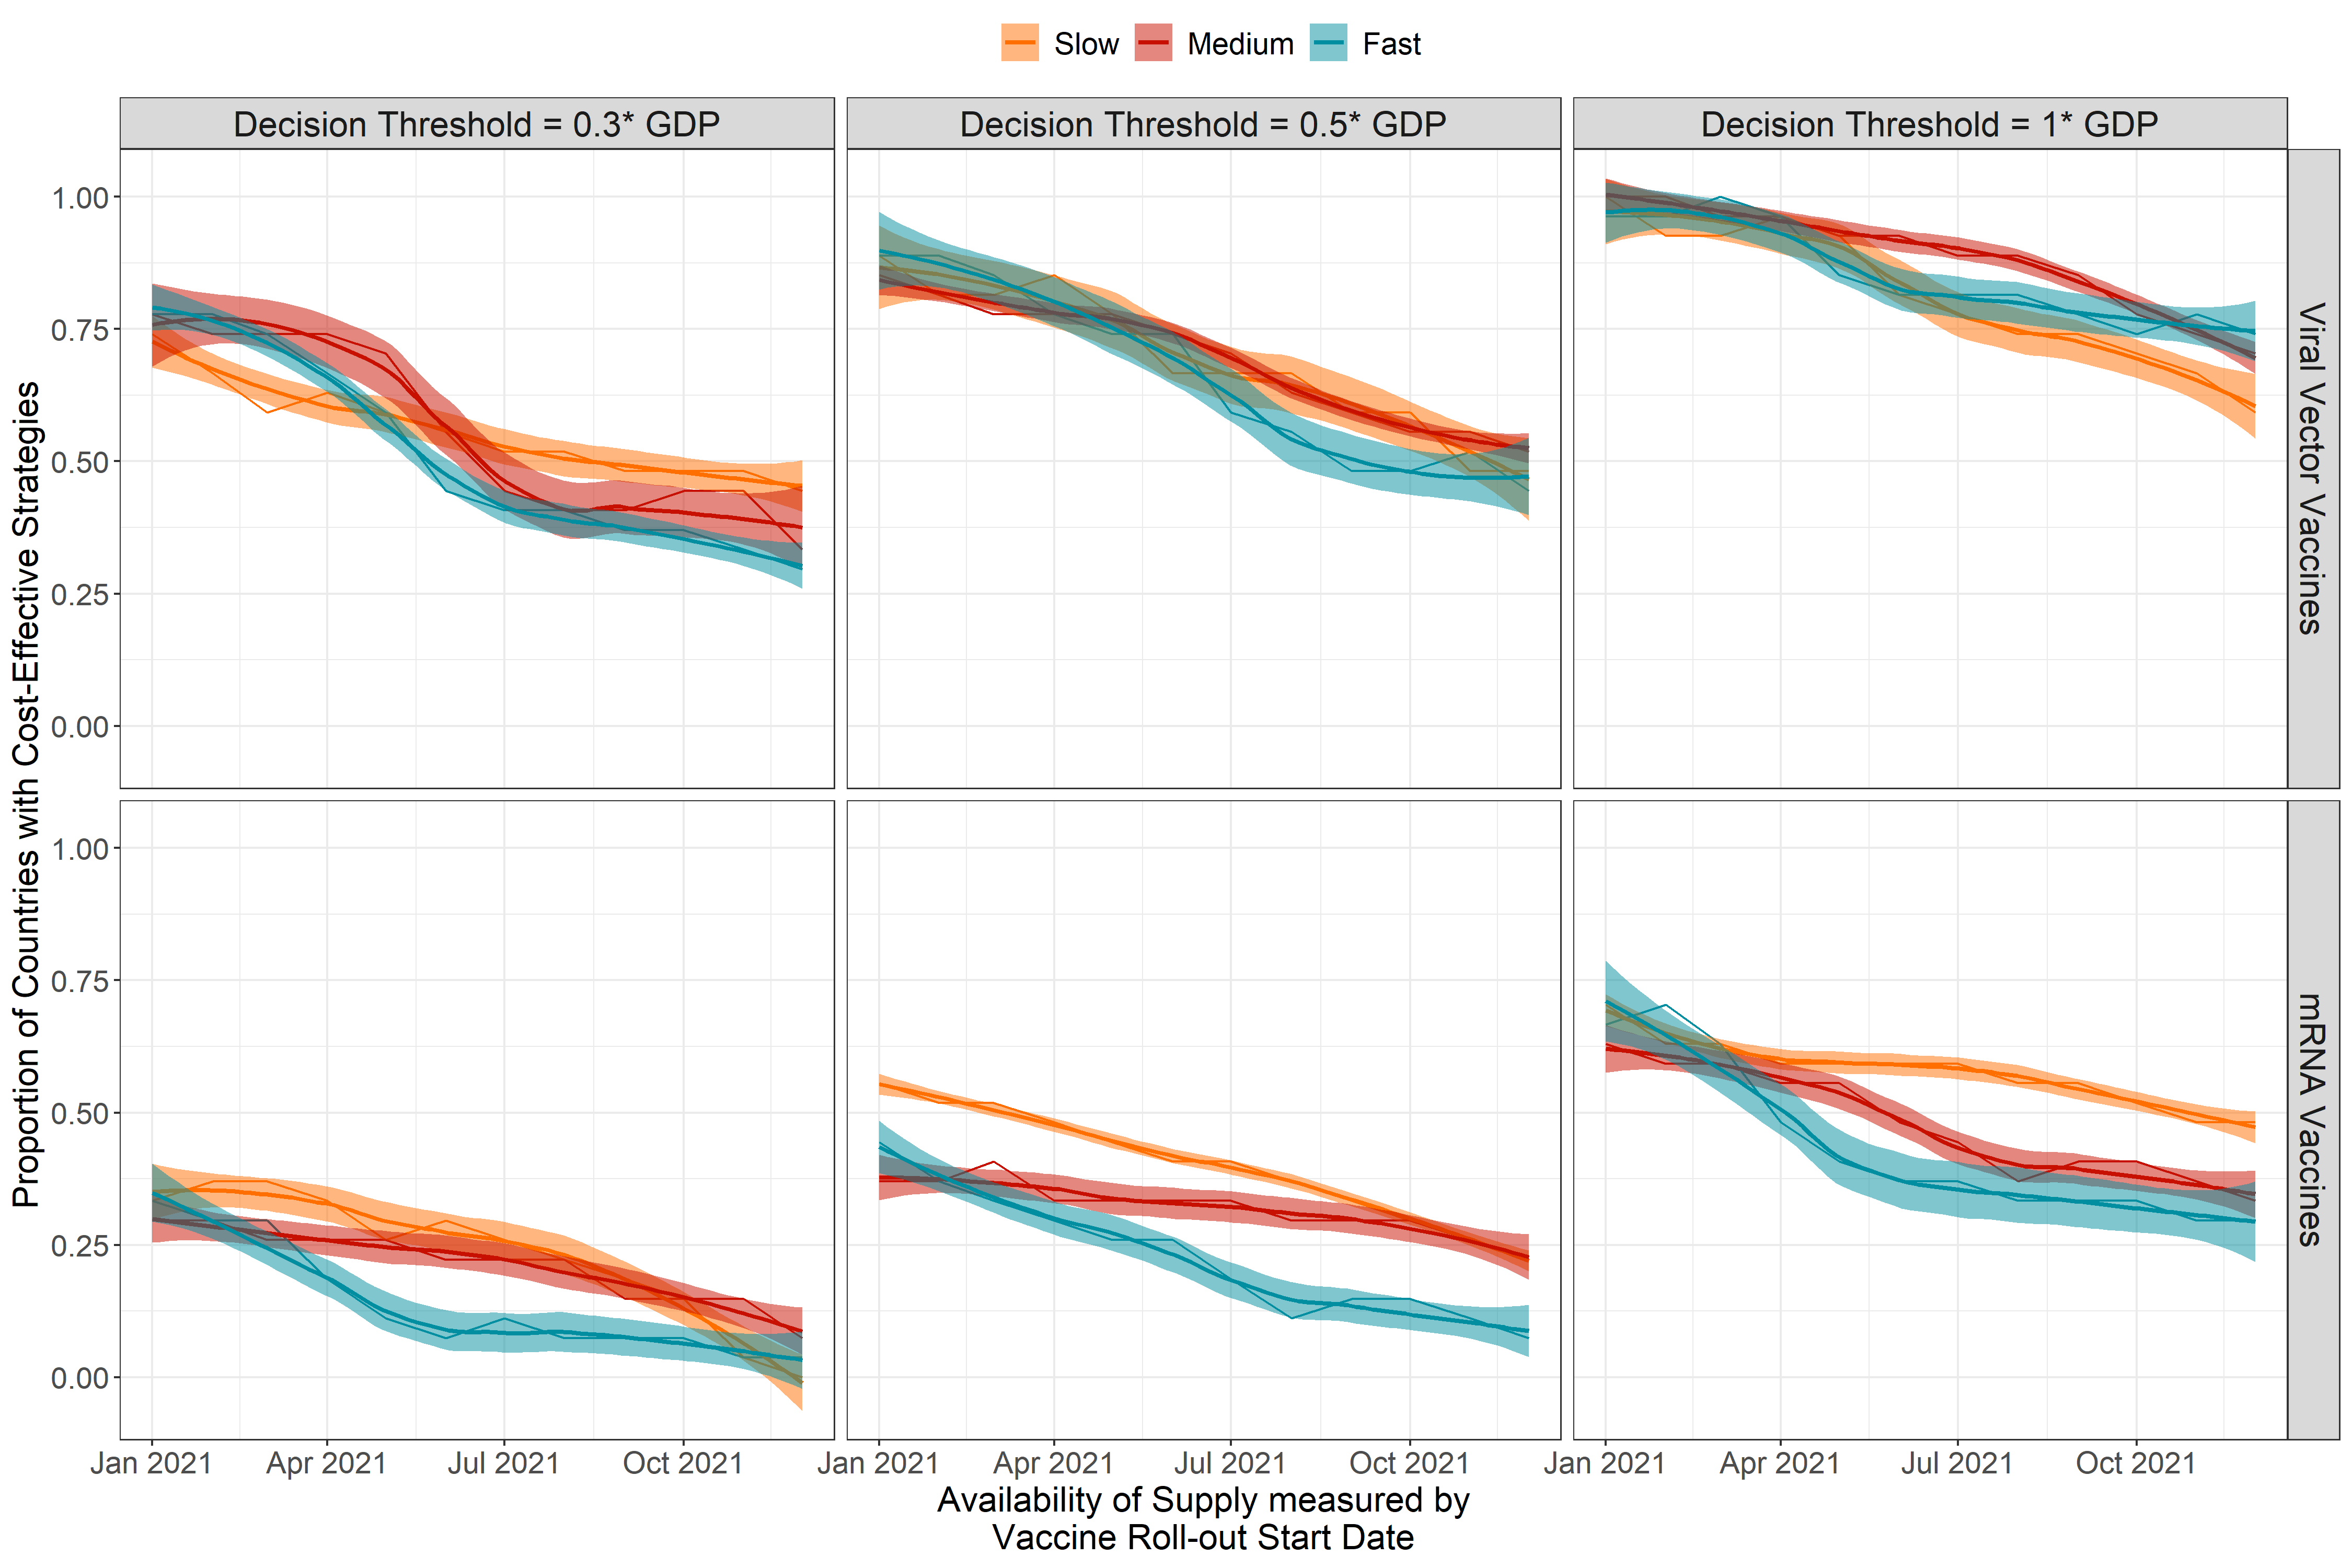 Slow Medium Fast
Decision Threshold = 0.3* GDP Decision Threshold = 0.5* GDP Decision Threshold = 1* GDP
Proportion of Countries with Cost-Effective Strategies
1.00
0.75
0.50
0.25
0.00
Viral Vector Vaccines
1.00
0.75
0.50
0.25
0.00
mRNA Vaccines
Jan 2021 Apr 2021 Jul 2021 Oct 2021 Jan 2021 Apr 2021 Jul 2021 Oct 2021 Jan 2021 Apr 2021 Jul 2021 Oct 2021
Availability of Supply measured by
Vaccine Roll-out Start Date